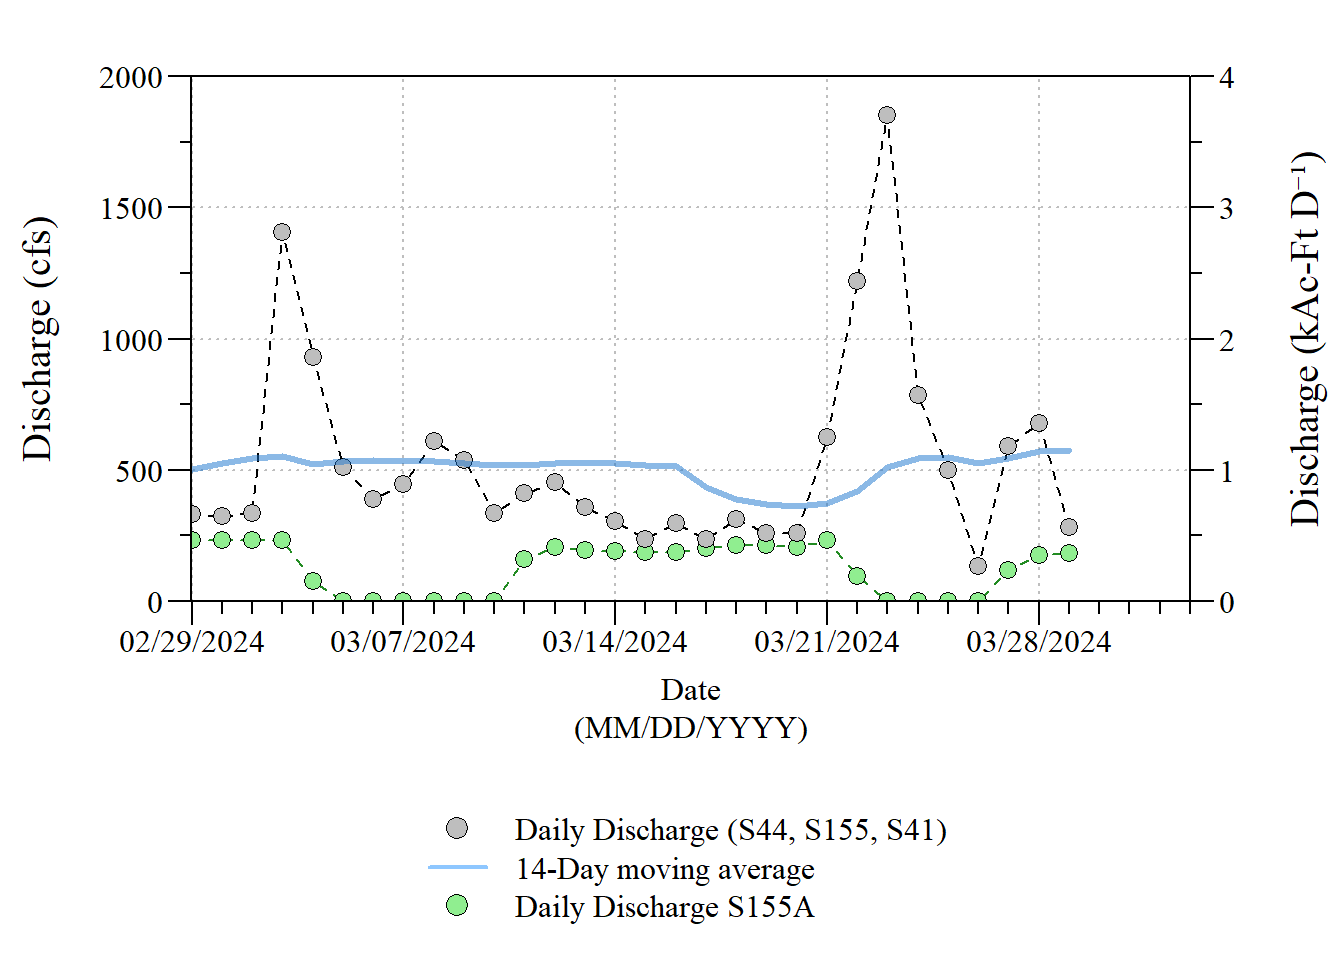 2000
1500
1000
500
0
Discharge (cfs)
4
3
2
1
0
Discharge (kAc-Ft D⁻¹)
02/29/2024
03/07/2024
03/14/2024
03/21/2024
03/28/2024
Date
(MM/DD/YYYY)
Daily Discharge (S44, S155, S41)
14-Day moving average
Daily Discharge S155A